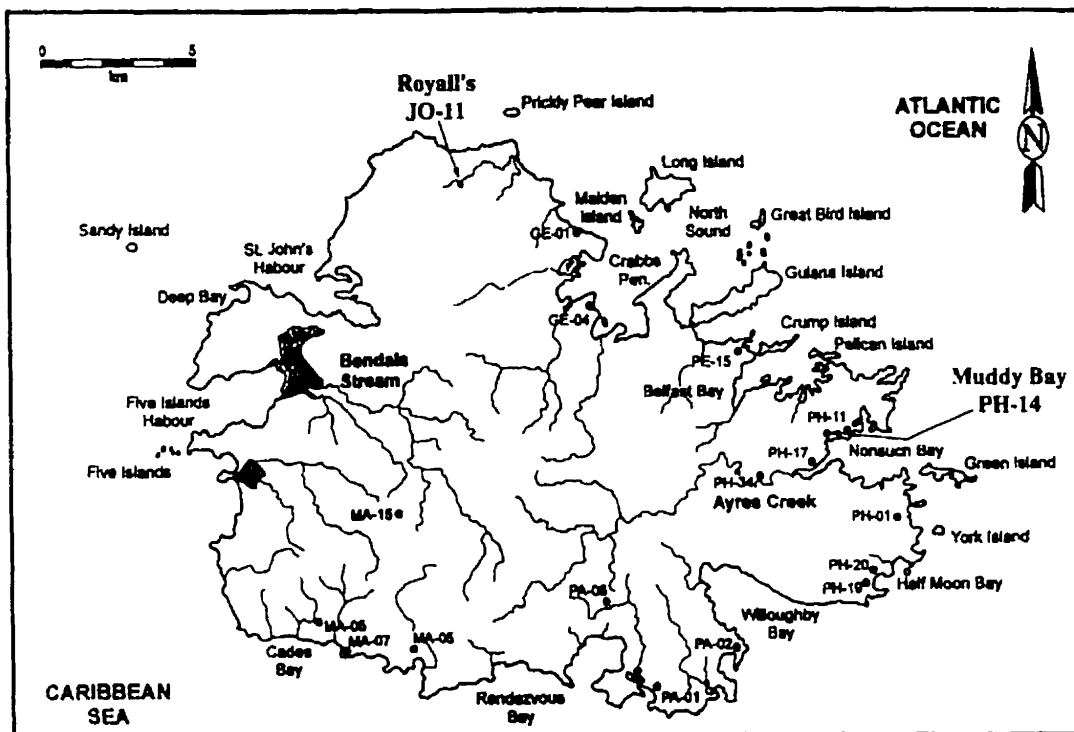 0 5
km
Royall's
JO-11
Prickly Pear Island
ATLANTIC
OCEAN
N
Long Island
Maiden
Island
North
Sound
Great Bird Island
Sandy Island
St. John's
Habour
GE-01
Crabbs
Pen.
Guiana Island
Deep Bay
GE-04
Crump Island
Pelican Island
PE-15
Bendals
Stream
Belfast Bay
Muddy Bay
PH-14
Five Islands
Habour
PH-11
Nonsuch Bay
Five Islands
PH-17
Green Island
PH-34
Ayres Creek
MA-15
PH-01
York Island
PH-20
Half Moon Bay
PH-19
PA-08
Willoughby
Bay
MA-06
MA-07
MA-05
PA-02
Cades
Bay
Rendezvous
Bay
PA-01
CARIBBEAN
SEA